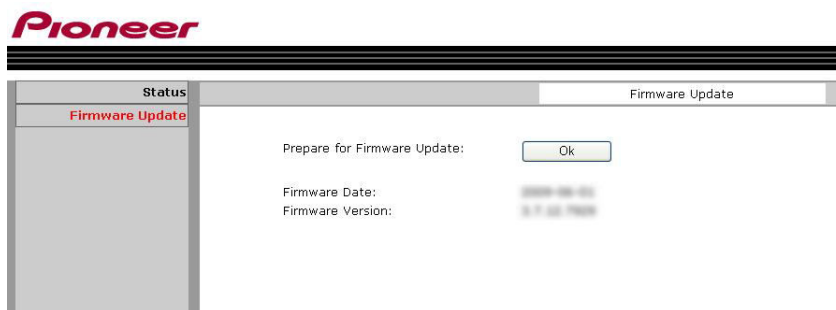 Pioneer
Status
Firmware Update
Firmware Update
Prepare for Firmware Update: Ok
Firmware Date:
Firmware Version: